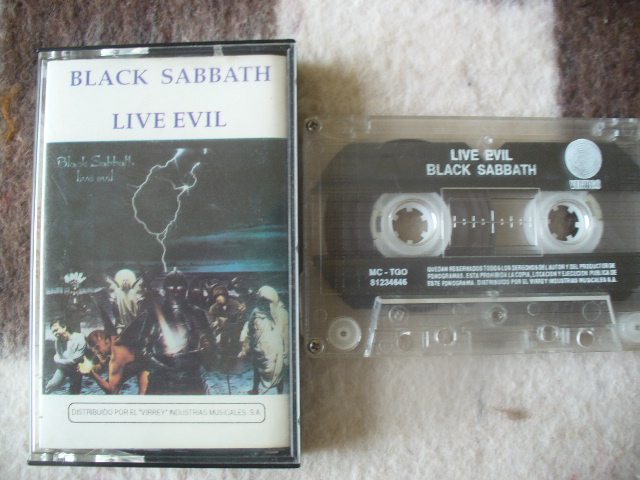 BLACK SABBATH
LIVE EVIL
Black Sabbath
live evil
DISTRIBUIDO POR EL "VIRREY" INDUSTRIAS MUSICALES S.A.
LIVE EVIL
BLACK SABBATH
MC - TGO
81234646
QUEDAN RESERVADOS TODOS LOS DERECHOS DEL AUTOR Y DEL PRODUCTOR DE
FONOGRAMAS. ESTA PROHIBIDA LA COPIA, LOCACION Y EJECUCION PUBLICA DE
ESTE FONOGRAMA. DISTRIBUIDO POR EL VIRREY INDUSTRIAS MUSICALES S.A.